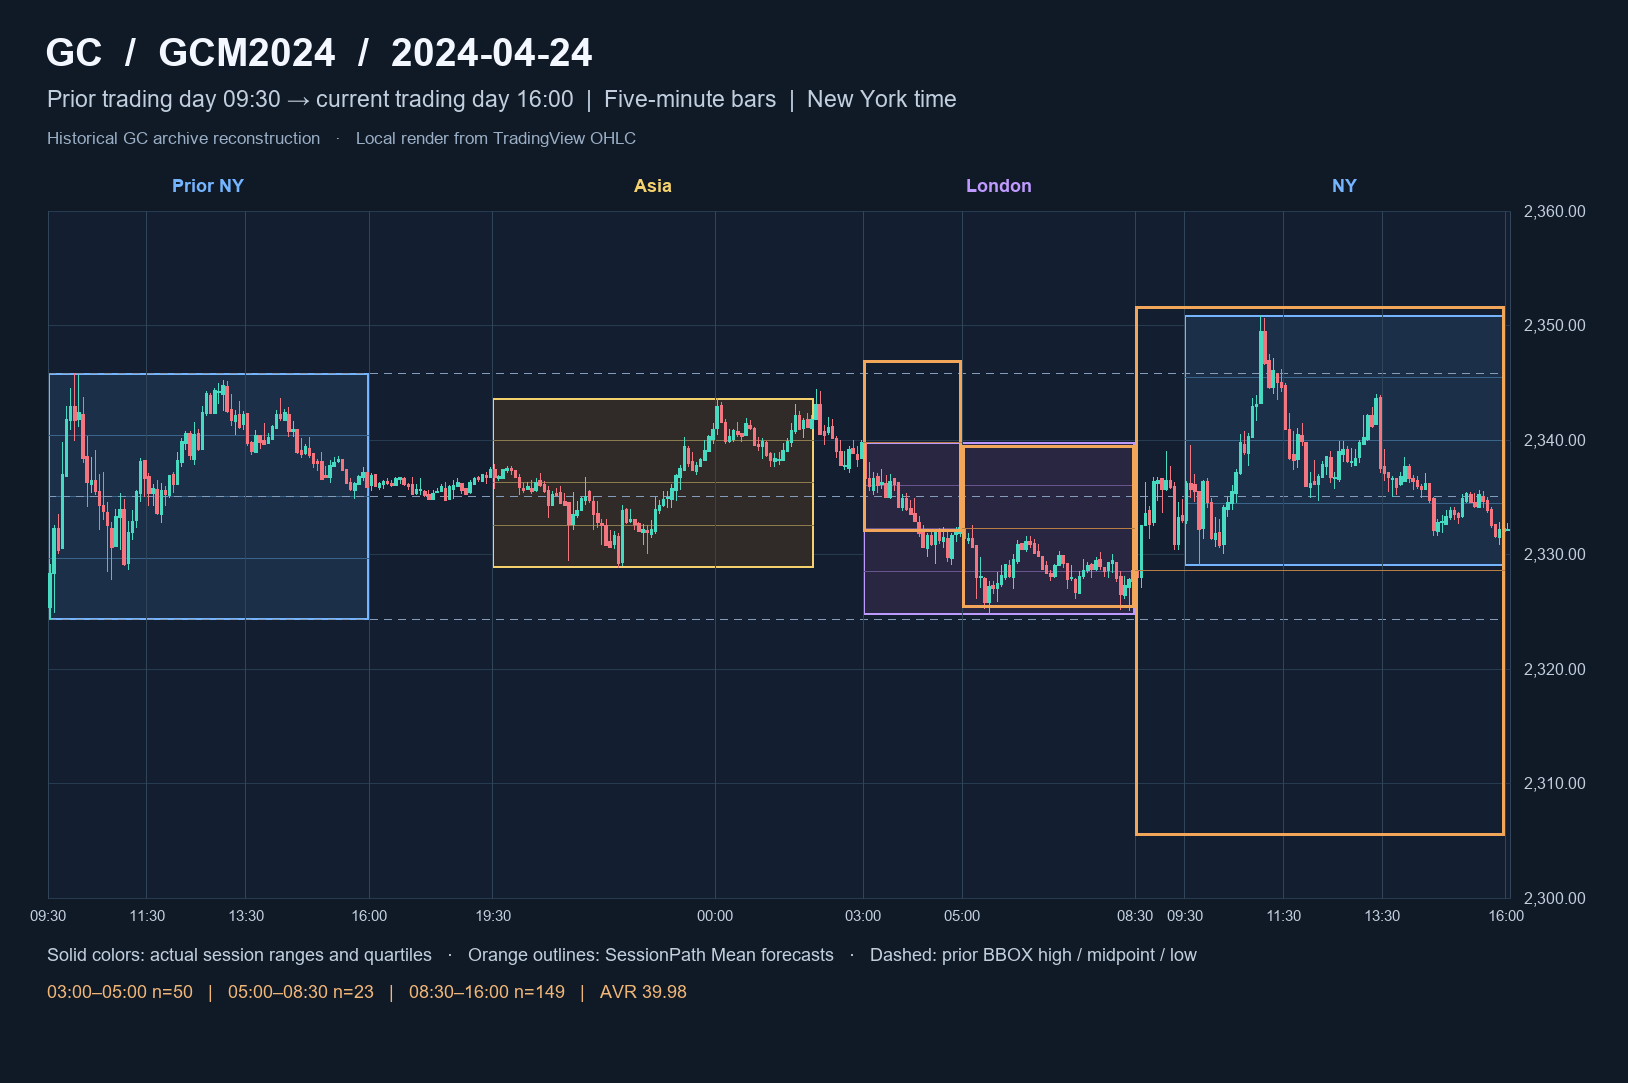 GC / GCM2024 / 2024-04-24
Prior trading day 09:30 → current trading day 16:00 | Five-minute bars | New York time
Historical GC archive reconstruction · Local render from TradingView OHLC
Prior NY Asia London NY
2,360.00
2,350.00
2,340.00
2,330.00
2,320.00
2,310.00
2,300.00
09:30 11:30 13:30 16:00 19:30 00:00 03:00 05:00 08:30 09:30 11:30 13:30 16:00
Solid colors: actual session ranges and quartiles · Orange outlines: SessionPath Mean forecasts · Dashed: prior BBOX high / midpoint / low
03:00–05:00 n=50 | 05:00–08:30 n=23 | 08:30–16:00 n=149 | AVR 39.98